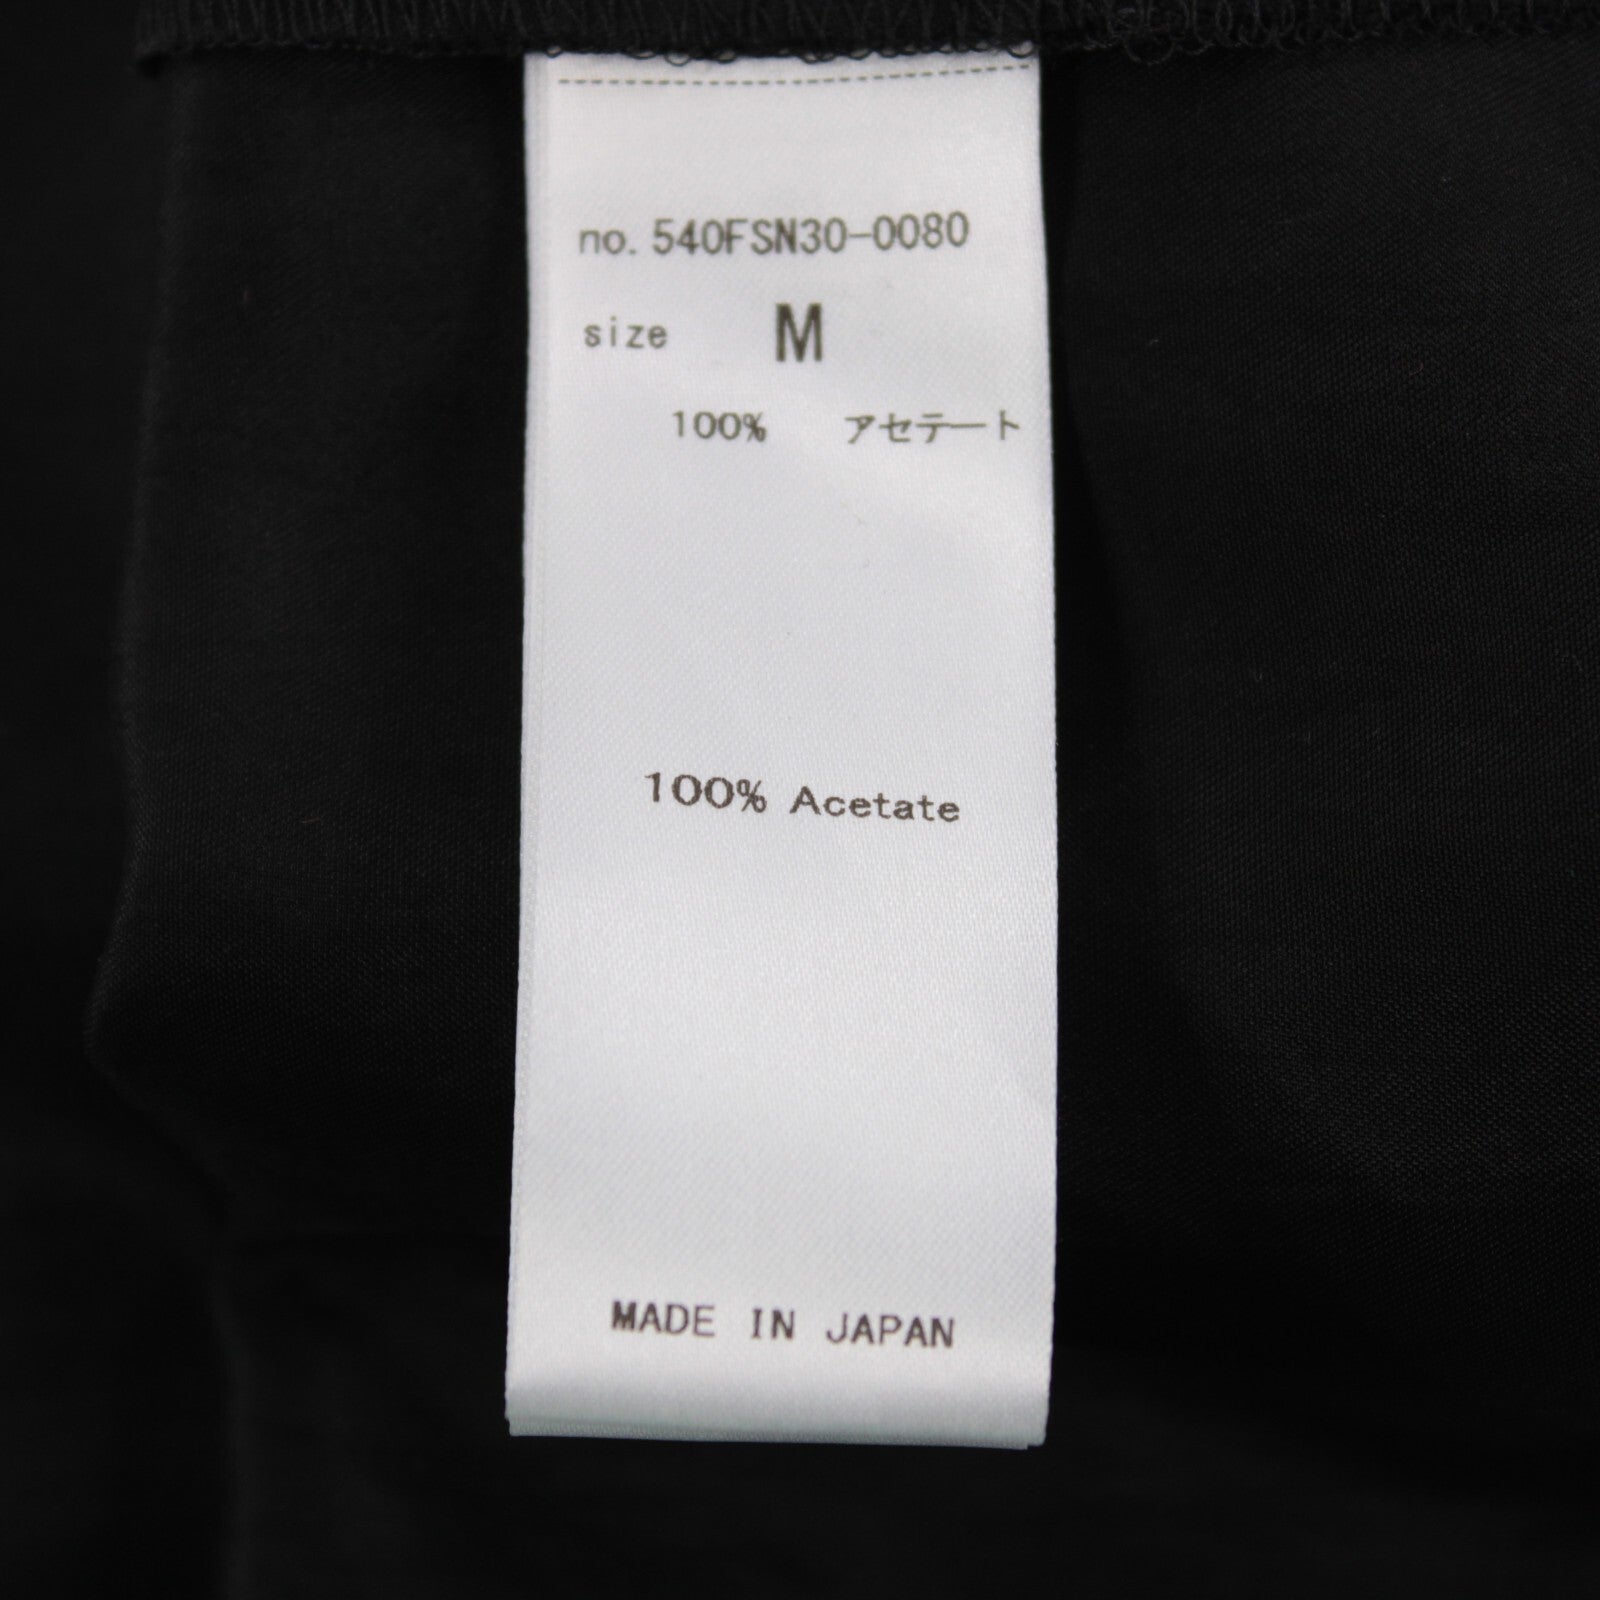 no. 540FSN30-0080
size M
100% アセテート
100% Acetate
MADE IN JAPAN